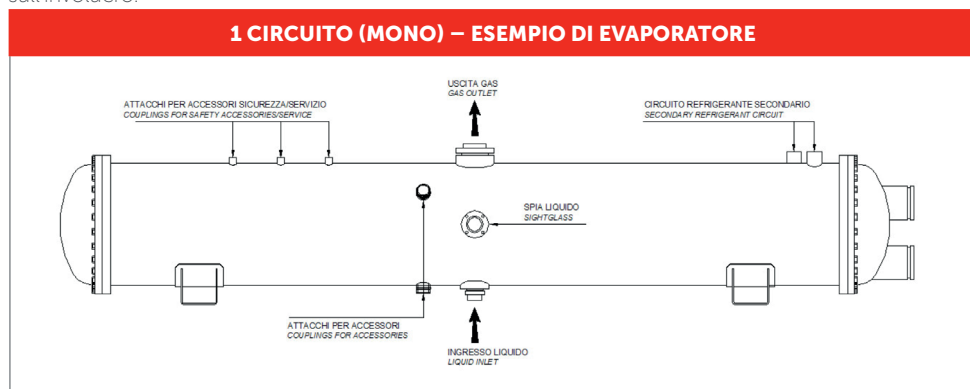 sull'involucro.
1 CIRCUITO (MONO) – ESEMPIO DI EVAPORATORE
USCITA GAS
GAS OUTLET
ATTACCHI PER ACCESSORI SICUREZZA/SERVIZIO
COUPLINGS FOR SAFETY ACCESSORIES/SERVICE
CIRCUITO REFRIGERANTE SECONDARIO
SECONDARY REFRIGERANT CIRCUIT
SPIA LIQUIDO
SIGHTGLASS
ATTACCHI PER ACCESSORI
COUPLINGS FOR ACCESSORIES
INGRESSO LIQUIDO
LIQUID INLET